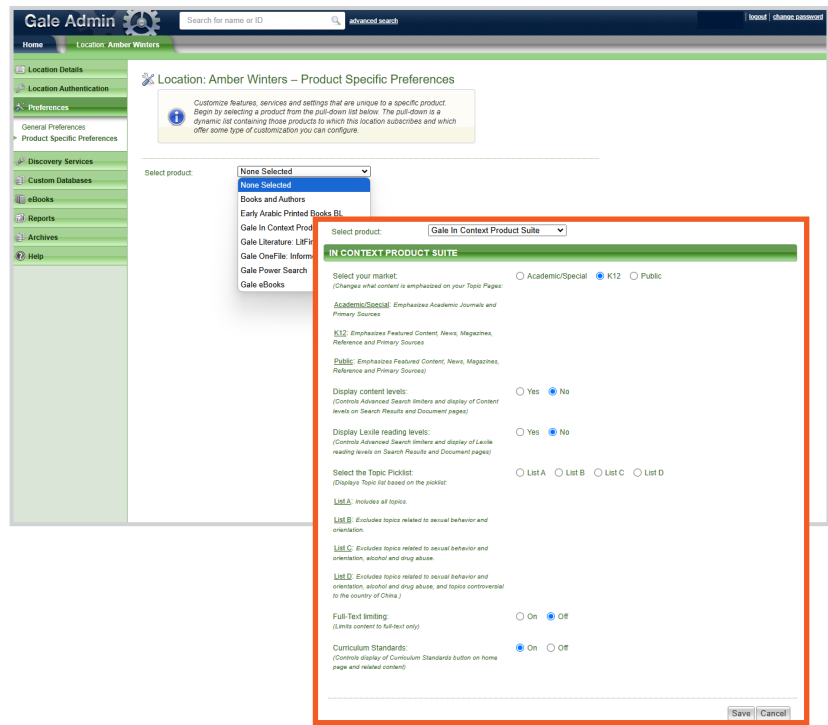 Gale Admin
Search for name or ID
advanced search
logout | change password
Home
Location: Amber Winters
Location Details
Location Authentication
Preferences
General Preferences
Product Specific Preferences
Discovery Services
Custom Databases
eBooks
Reports
Archives
Help
Location: Amber Winters – Product Specific Preferences
Customize features, services and settings that are unique to a specific product.
Begin by selecting a product from the pull-down list below. The pull-down is a
dynamic list containing those products to which this location subscribes and which
offer some type of customization you can configure.
Select product:
None Selected
None Selected
Books and Authors
Early Arabic Printed Books BL
Gale In Context Prod
Gale Literature: LitFin
Gale OneFile: Inform
Gale Power Search
Gale eBooks
Select product:
Gale In Context Product Suite
IN CONTEXT PRODUCT SUITE
Select your market:
Academic/Special
K12
Public
(Changes what content is emphasized on your Topic Pages:
Academic/Special: Emphasizes Academic Journals and
Primary Sources
K12: Emphasizes Featured Content, News, Magazines,
Reference and Primary Sources
Public: Emphasizes Featured Content, News, Magazines,
Reference and Primary Sources)
Display content levels:
Yes
No
(Controls Advanced Search limiters and display of Content
levels on Search Results and Document pages)
Display Lexile reading levels:
Yes
No
(Controls Advanced Search limiters and display of Lexile
reading levels on Search Results and Document pages)
Select the Topic Picklist:
List A
List B
List C
List D
(Displays Topic list based on the picklist:
List A: Includes all topics.
List B: Excludes topics related to sexual behavior and
orientation.
List C: Excludes topics related to sexual behavior and
orientation, alcohol and drug abuse.
List D: Excludes topics related to sexual behavior and
orientation, alcohol and drug abuse, and topics controversial
to the country of China.)
Full-Text limiting:
On
Off
(Limits content to full-text only)
Curriculum Standards:
On
Off
(Controls display of Curriculum Standards button on home
page and related content)
Save
Cancel